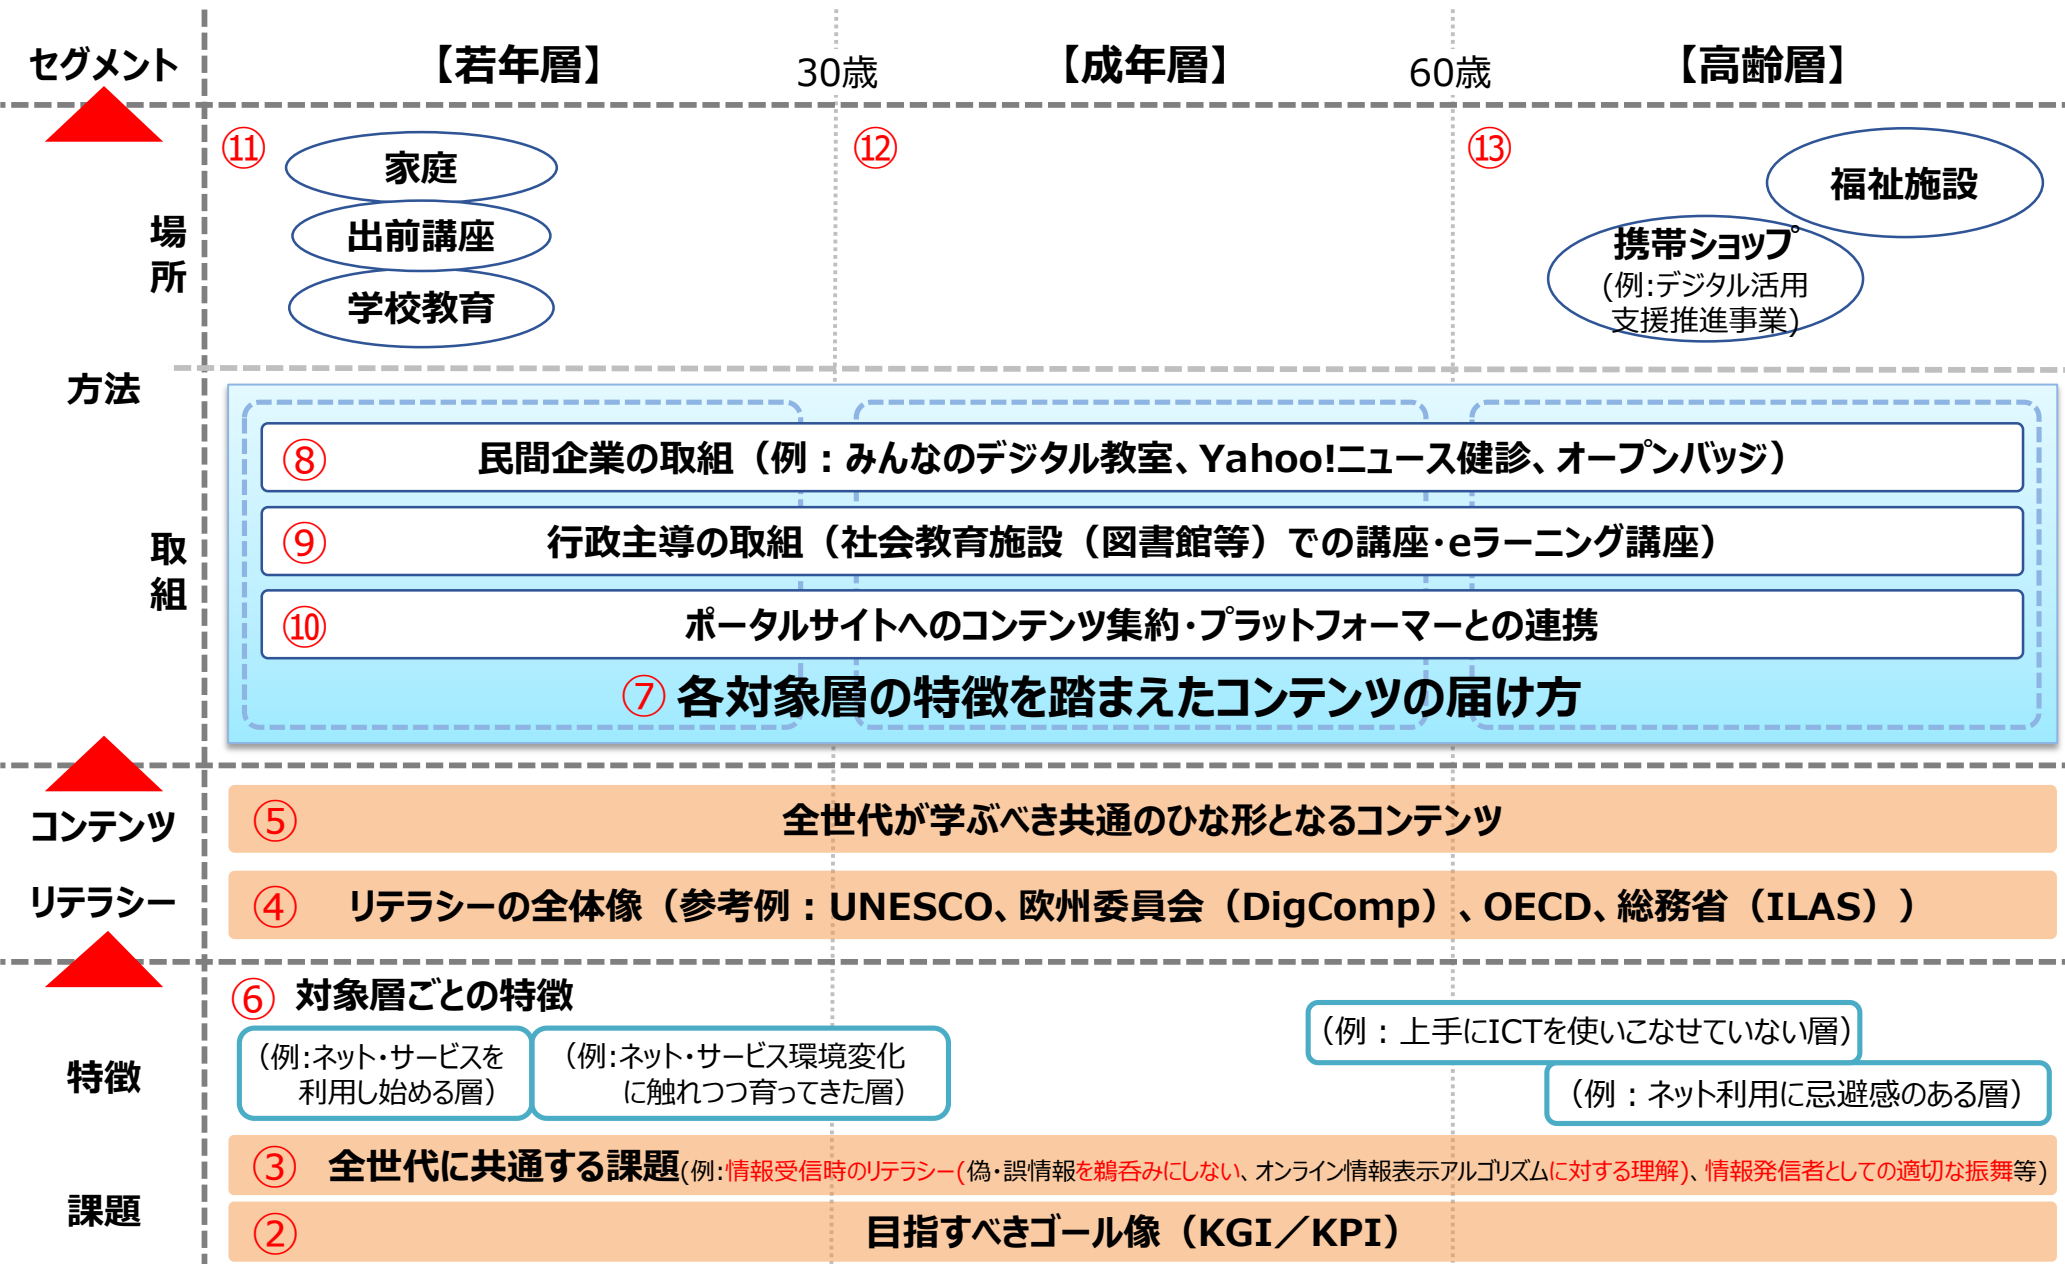 セグメント
【若年層】
30歳
【成年層】
60歳
【高齢層】
場所
⑪
家庭
出前講座
学校教育
⑫
⑬
福祉施設
携帯ショップ
(例:デジタル活用
支援推進事業)
方法
取組
⑧ 民間企業の取組（例：みんなのデジタル教室、Yahoo!ニュース健診、オープンバッジ）
⑨ 行政主導の取組（社会教育施設（図書館等）での講座・eラーニング講座）
⑩ ポータルサイトへのコンテンツ集約・プラットフォーマーとの連携
⑦ 各対象層の特徴を踏まえたコンテンツの届け方
コンテンツ
⑤ 全世代が学ぶべき共通のひな形となるコンテンツ
リテラシー
④ リテラシーの全体像（参考例：UNESCO、欧州委員会（DigComp）、OECD、総務省（ILAS））
特徴
⑥ 対象層ごとの特徴
（例:ネット・サービスを
利用し始める層）
（例:ネット・サービス環境変化
に触れつつ育ってきた層）
（例：上手にICTを使いこなせていない層）
（例：ネット利用に忌避感のある層）
課題
③ 全世代に共通する課題(例:情報受信時のリテラシー(偽・誤情報を鵜呑みにしない、オンライン情報表示アルゴリズムに対する理解)、情報発信者としての適切な振舞等)
② 目指すべきゴール像（KGI／KPI）